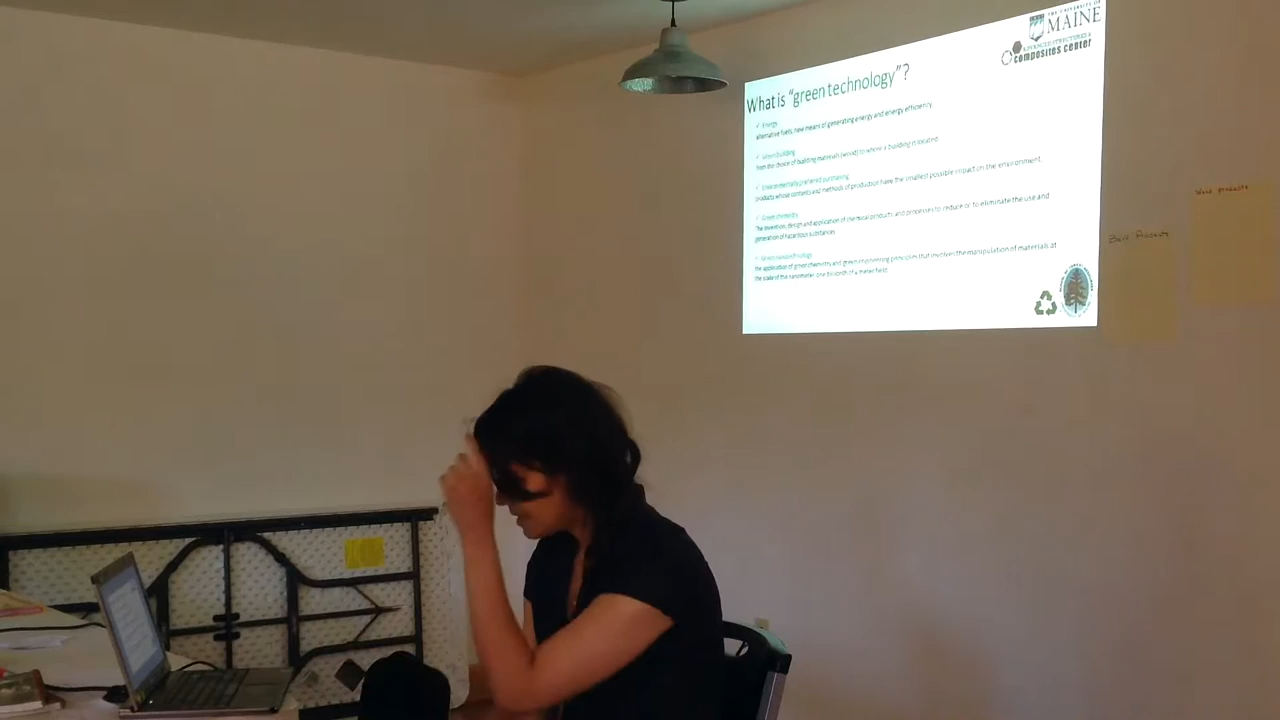 THE UNIVERSITY OF
MAINE
ADVANCED STRUCTURES &
composites center
What is "green technology"?
✓ Energy
alternative fuels, new means of generating energy and energy efficiency
✓ Green building
from the choice of building materials (wood) to where a building is located
✓ Environmentally preferred purchasing
products whose contents and methods of production have the smallest possible impact on the environment.
✓ Green chemistry
The invention, design and application of chemical products and processes to reduce or to eliminate the use and
generation of hazardous substances
✓ Green nanotechnology
the application of green chemistry and green engineering principles that involves the manipulation of materials at
the scale of the nanometer, one billionth of a meter field.
Wood products
Products